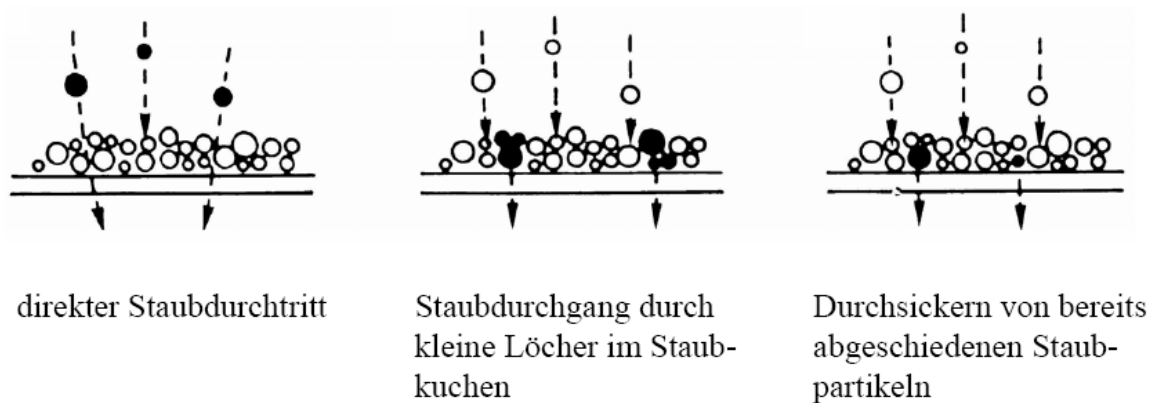 direkter Staubdurchtritt
Staubdurchgang durch
kleine Löcher im Staub-
kuchen
Durchsickern von bereits
abgeschiedenen Staub-
partikeln